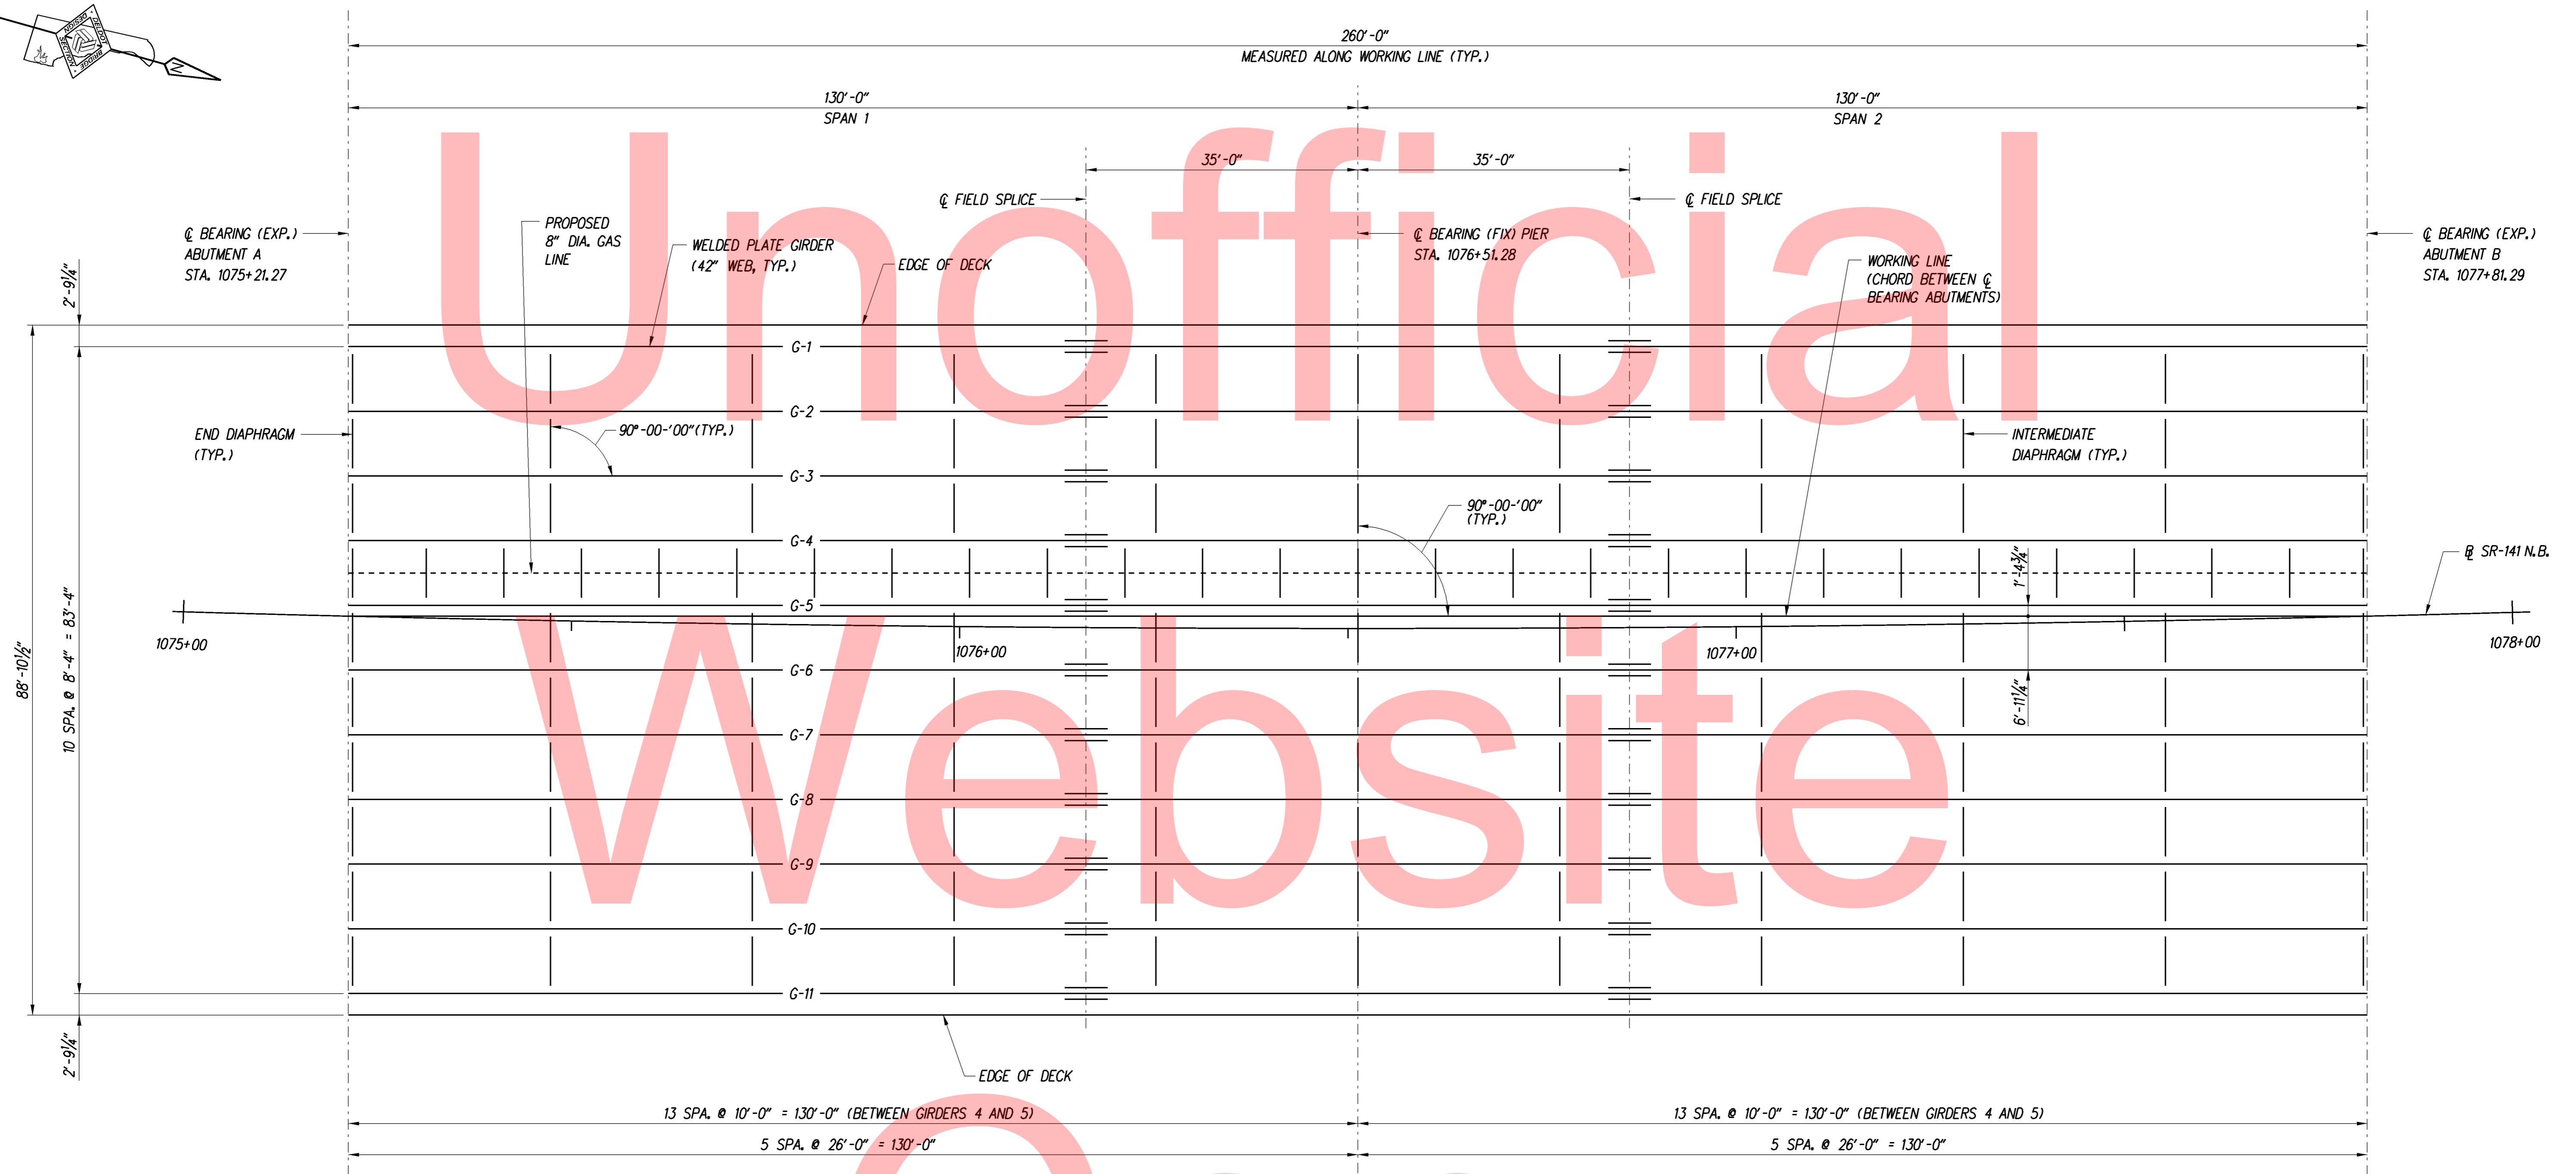 DELDOT BRIDGE
DESIGN SECTION
N
260'-0"
MEASURED ALONG WORKING LINE (TYP.)
130'-0"
SPAN 1
130'-0"
SPAN 2
35'-0"
35'-0"
℄ FIELD SPLICE
℄ FIELD SPLICE
℄ BEARING (EXP.)
ABUTMENT A
STA. 1075+21.27
PROPOSED
8" DIA. GAS
LINE
WELDED PLATE GIRDER
(42" WEB, TYP.)
EDGE OF DECK
℄ BEARING (FIX) PIER
STA. 1076+51.28
WORKING LINE
(CHORD BETWEEN ℄
BEARING ABUTMENTS)
℄ BEARING (EXP.)
ABUTMENT B
STA. 1077+81.29
Unofficial
Website
2'-9¼"
88'-10½"
10 SPA. @ 8'-4" = 83'-4"
2'-9¼"
END DIAPHRAGM
(TYP.)
90°-00-'00"(TYP.)
INTERMEDIATE
DIAPHRAGM (TYP.)
90°-00-'00"
(TYP.)
G-1
G-2
G-3
G-4
G-5
G-6
G-7
G-8
G-9
G-10
G-11
1'-4¾"
6'-11¼"
SR-141 N.B.
1075+00
1076+00
1077+00
1078+00
EDGE OF DECK
13 SPA. @ 10'-0" = 130'-0" (BETWEEN GIRDERS 4 AND 5)
13 SPA. @ 10'-0" = 130'-0" (BETWEEN GIRDERS 4 AND 5)
5 SPA. @ 26'-0" = 130'-0"
5 SPA. @ 26'-0" = 130'-0"